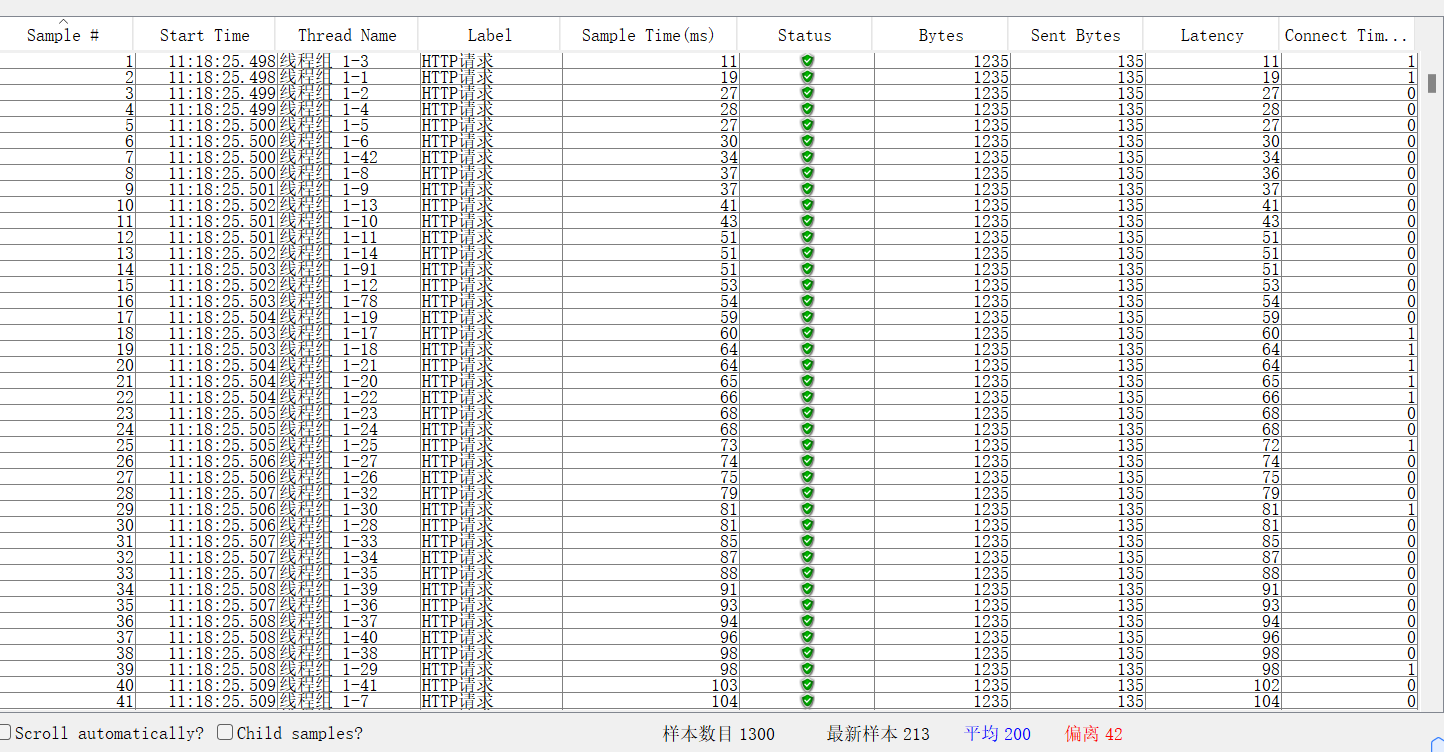 Sample # Start Time Thread Name Label Sample Time(ms) Status Bytes Sent Bytes Latency Connect Tim...
1 11:18:25.498 线程组 1-3 HTTP请求 11 1235 135 11 1
2 11:18:25.498 线程组 1-1 HTTP请求 19 1235 135 19 1
3 11:18:25.499 线程组 1-2 HTTP请求 27 1235 135 27 0
4 11:18:25.499 线程组 1-4 HTTP请求 28 1235 135 28 0
5 11:18:25.500 线程组 1-5 HTTP请求 27 1235 135 27 0
6 11:18:25.500 线程组 1-6 HTTP请求 30 1235 135 30 0
7 11:18:25.500 线程组 1-42 HTTP请求 34 1235 135 34 0
8 11:18:25.500 线程组 1-8 HTTP请求 37 1235 135 36 0
9 11:18:25.501 线程组 1-9 HTTP请求 37 1235 135 37 0
10 11:18:25.502 线程组 1-13 HTTP请求 41 1235 135 41 0
11 11:18:25.501 线程组 1-10 HTTP请求 43 1235 135 43 0
12 11:18:25.501 线程组 1-11 HTTP请求 51 1235 135 51 0
13 11:18:25.502 线程组 1-14 HTTP请求 51 1235 135 51 0
14 11:18:25.503 线程组 1-91 HTTP请求 51 1235 135 51 0
15 11:18:25.502 线程组 1-12 HTTP请求 53 1235 135 53 0
16 11:18:25.503 线程组 1-78 HTTP请求 54 1235 135 54 0
17 11:18:25.504 线程组 1-19 HTTP请求 59 1235 135 59 0
18 11:18:25.503 线程组 1-17 HTTP请求 60 1235 135 60 1
19 11:18:25.503 线程组 1-18 HTTP请求 64 1235 135 64 1
20 11:18:25.504 线程组 1-21 HTTP请求 64 1235 135 64 1
21 11:18:25.504 线程组 1-20 HTTP请求 65 1235 135 65 1
22 11:18:25.504 线程组 1-22 HTTP请求 66 1235 135 66 1
23 11:18:25.505 线程组 1-23 HTTP请求 68 1235 135 68 0
24 11:18:25.505 线程组 1-24 HTTP请求 68 1235 135 68 0
25 11:18:25.505 线程组 1-25 HTTP请求 73 1235 135 72 1
26 11:18:25.506 线程组 1-27 HTTP请求 74 1235 135 74 0
27 11:18:25.506 线程组 1-26 HTTP请求 75 1235 135 75 0
28 11:18:25.507 线程组 1-32 HTTP请求 79 1235 135 79 0
29 11:18:25.506 线程组 1-30 HTTP请求 81 1235 135 81 1
30 11:18:25.506 线程组 1-28 HTTP请求 81 1235 135 81 0
31 11:18:25.507 线程组 1-33 HTTP请求 85 1235 135 85 0
32 11:18:25.507 线程组 1-34 HTTP请求 87 1235 135 87 0
33 11:18:25.507 线程组 1-35 HTTP请求 88 1235 135 88 0
34 11:18:25.508 线程组 1-39 HTTP请求 91 1235 135 91 0
35 11:18:25.507 线程组 1-36 HTTP请求 93 1235 135 93 0
36 11:18:25.508 线程组 1-37 HTTP请求 94 1235 135 94 0
37 11:18:25.508 线程组 1-40 HTTP请求 96 1235 135 96 0
38 11:18:25.508 线程组 1-38 HTTP请求 98 1235 135 98 0
39 11:18:25.508 线程组 1-29 HTTP请求 98 1235 135 98 1
40 11:18:25.509 线程组 1-41 HTTP请求 103 1235 135 102 0
41 11:18:25.509 线程组 1-7 HTTP请求 104 1235 135 104 0
Scroll automatically? Child samples? 样本数目 1300 最新样本 213 平均 200 偏离 42